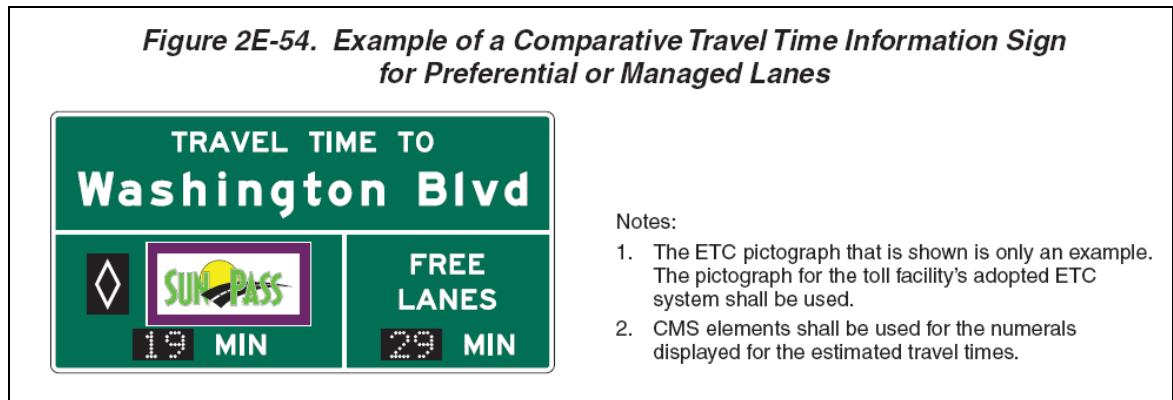 Figure 2E-54. Example of a Comparative Travel Time Information Sign
for Preferential or Managed Lanes
TRAVEL TIME TO
Washington Blvd
SUN PASS
19 MIN
FREE
LANES
29 MIN
Notes:
1. The ETC pictograph that is shown is only an example.
The pictograph for the toll facility's adopted ETC
system shall be used.
2. CMS elements shall be used for the numerals
displayed for the estimated travel times.